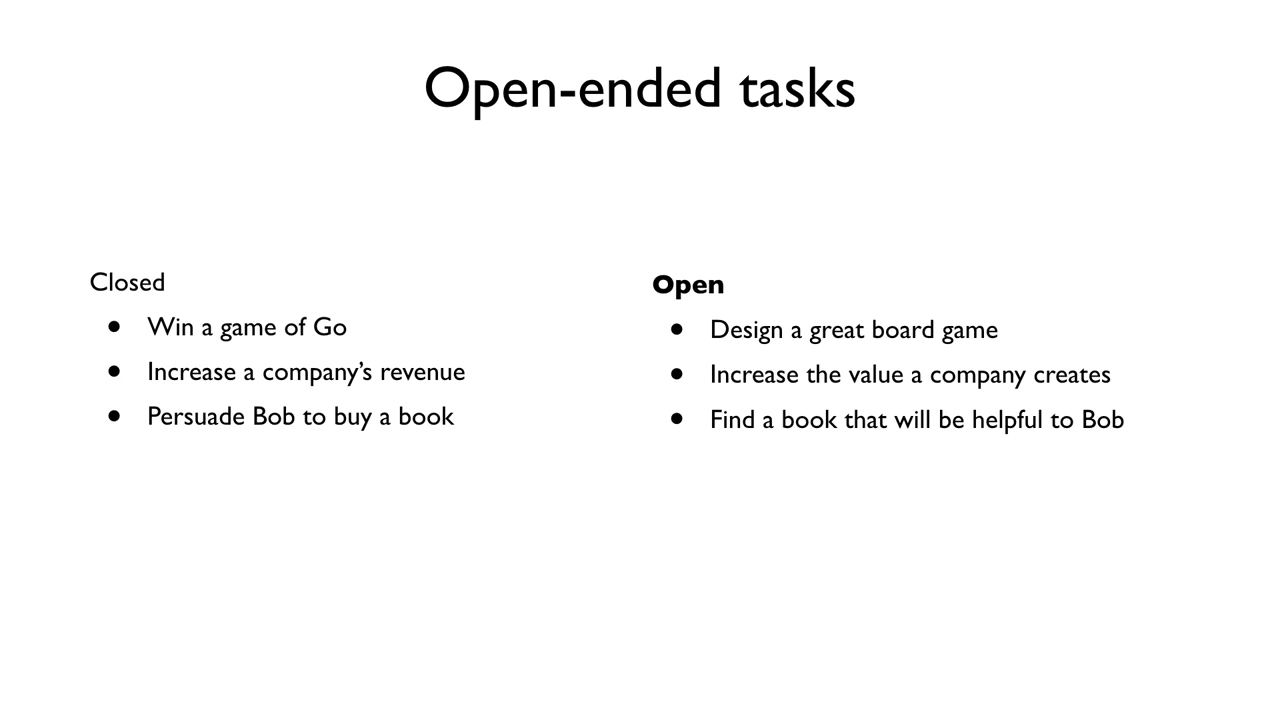 Open-ended tasks
Closed
● Win a game of Go
● Increase a company’s revenue
● Persuade Bob to buy a book
Open
● Design a great board game
● Increase the value a company creates
● Find a book that will be helpful to Bob